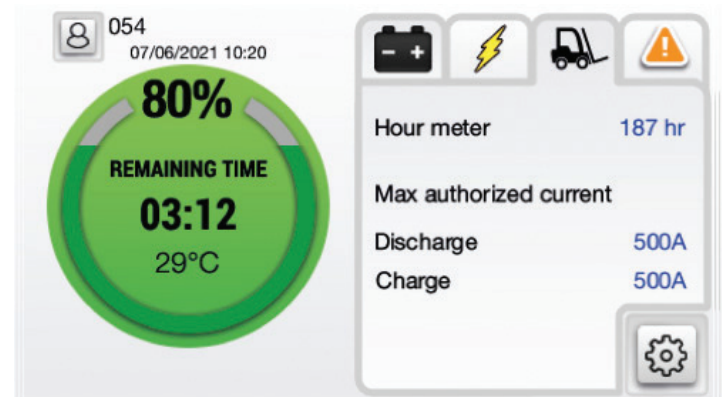 054
07/06/2021 10:20
80%
REMAINING TIME
03:12
29°C
Hour meter 187 hr
Max authorized current
Discharge 500A
Charge 500A